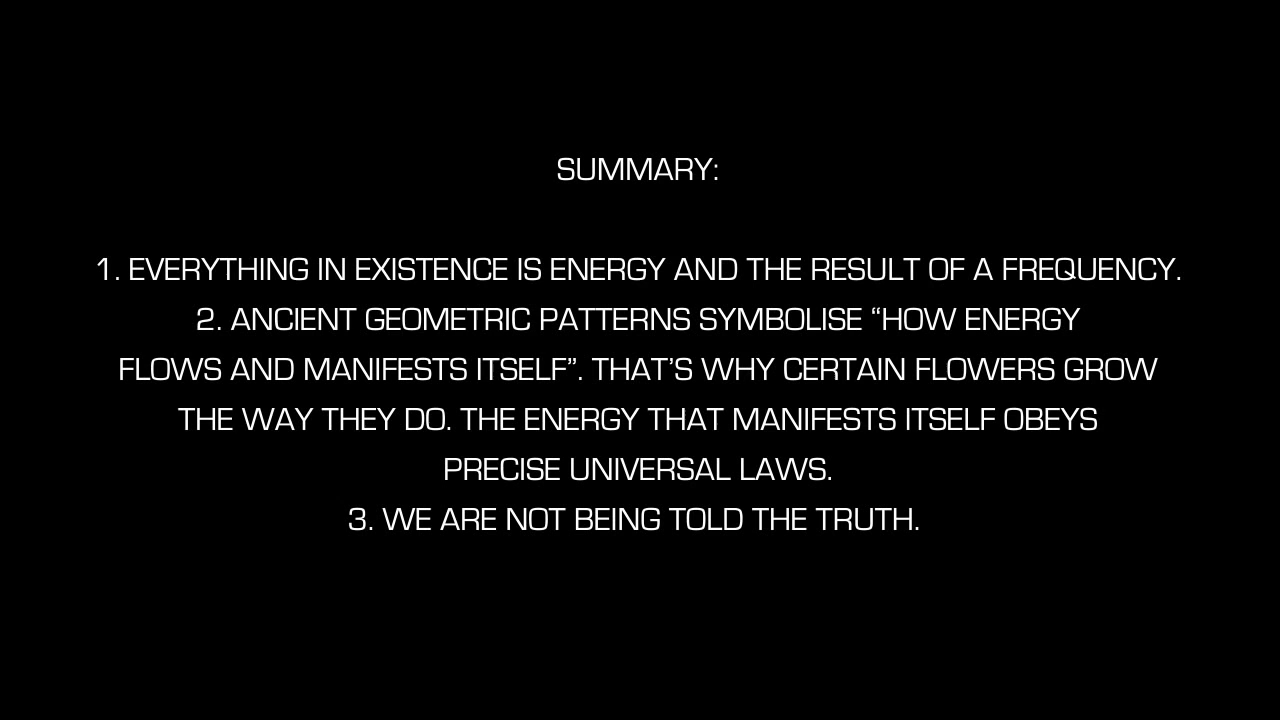 SUMMARY:
1. EVERYTHING IN EXISTENCE IS ENERGY AND THE RESULT OF A FREQUENCY.
2. ANCIENT GEOMETRIC PATTERNS SYMBOLISE “HOW ENERGY
FLOWS AND MANIFESTS ITSELF”. THAT’S WHY CERTAIN FLOWERS GROW
THE WAY THEY DO. THE ENERGY THAT MANIFESTS ITSELF OBEYS
PRECISE UNIVERSAL LAWS.
3. WE ARE NOT BEING TOLD THE TRUTH.